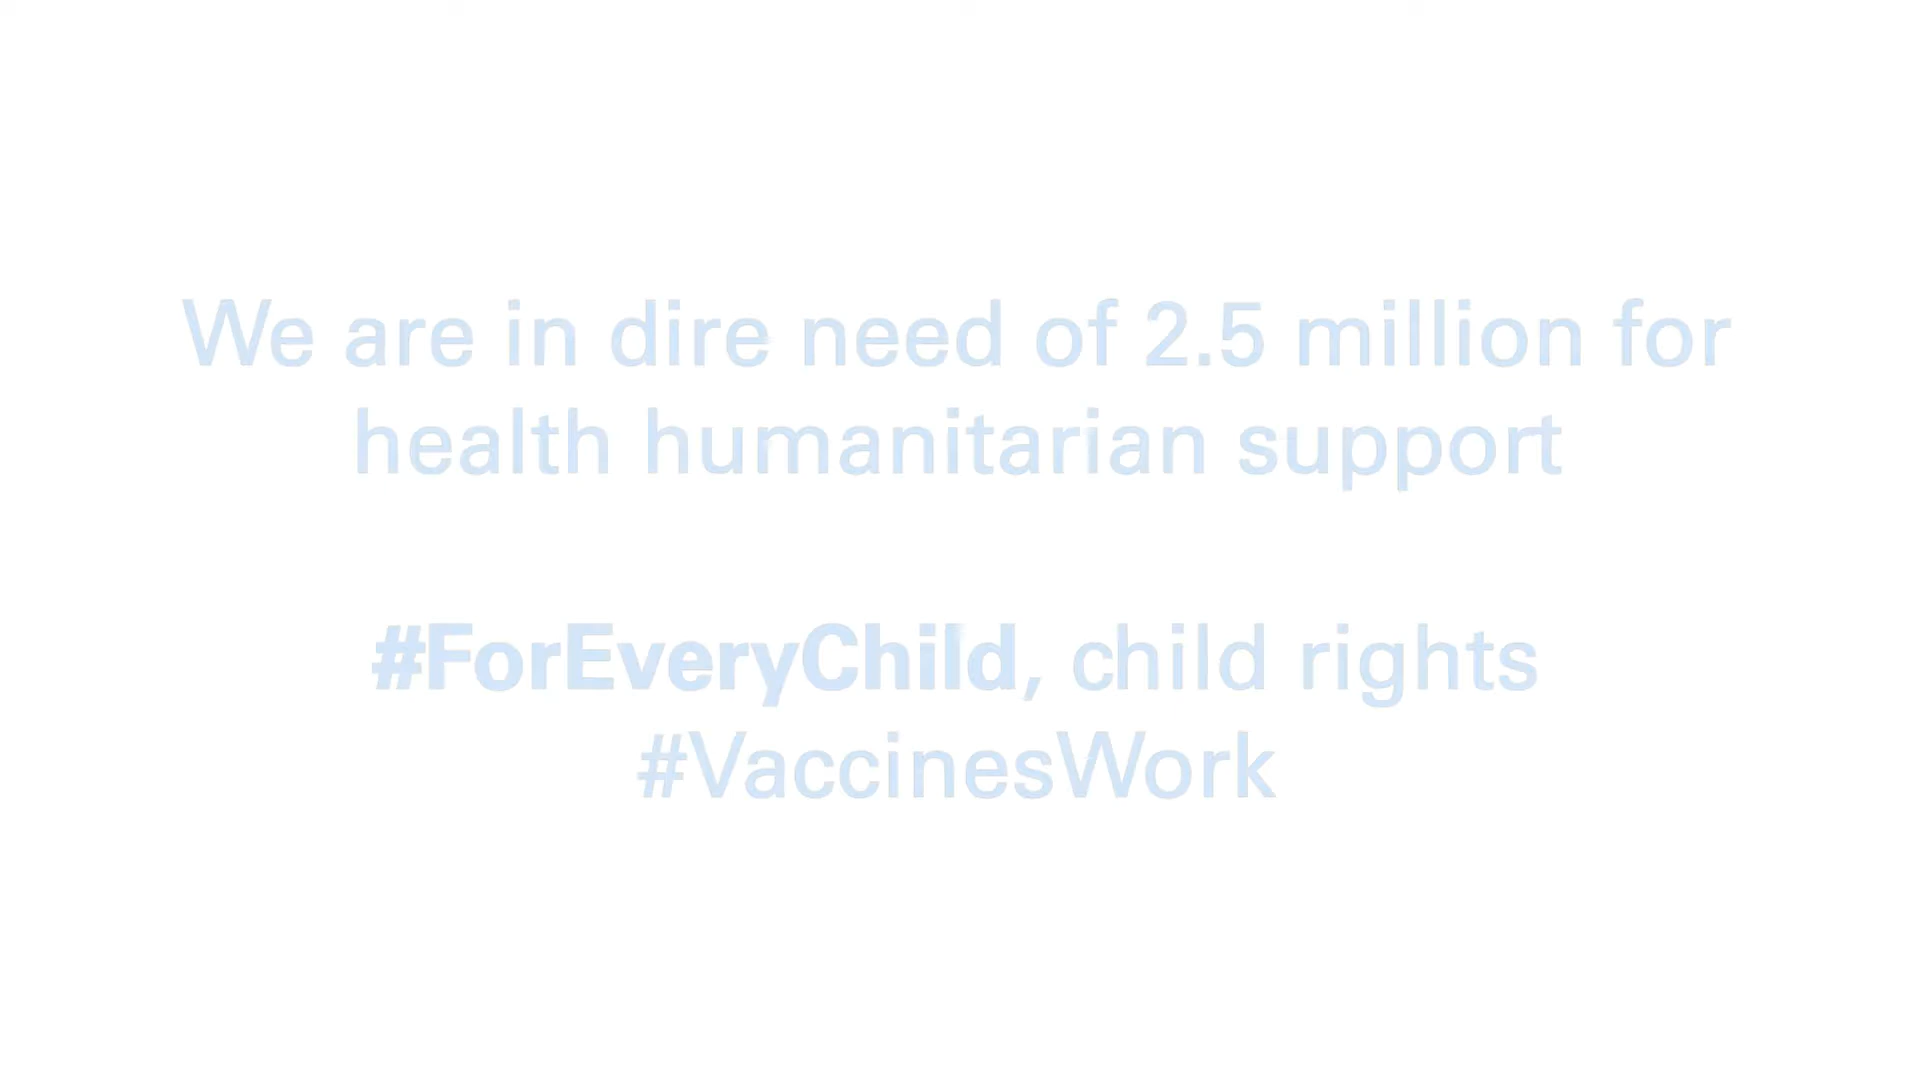 We are in dire need of 2.5 million for
health humanitarian support
#ForEveryChild, child rights
#VaccinesWork